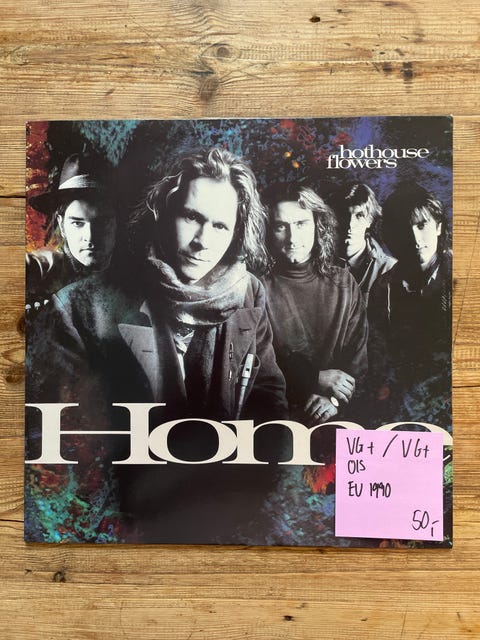 hothouse
flowers
Home
VG+ / VG+
OIS
EU 1990
50,-